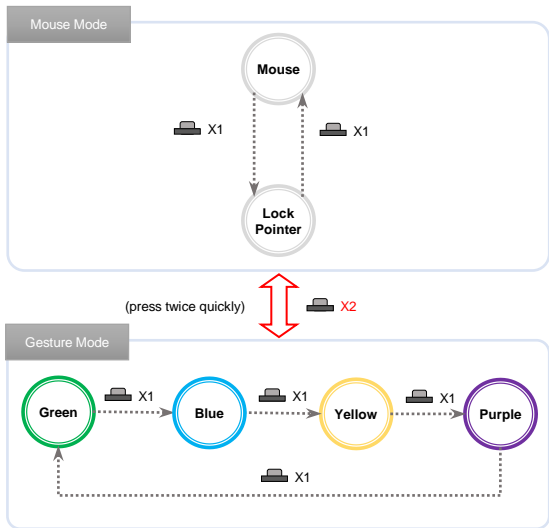 Mouse Mode
Mouse
X1
X1
Lock
Pointer
(press twice quickly)
X2
Gesture Mode
X1
X1
X1
Green
Blue
Yellow
Purple
X1